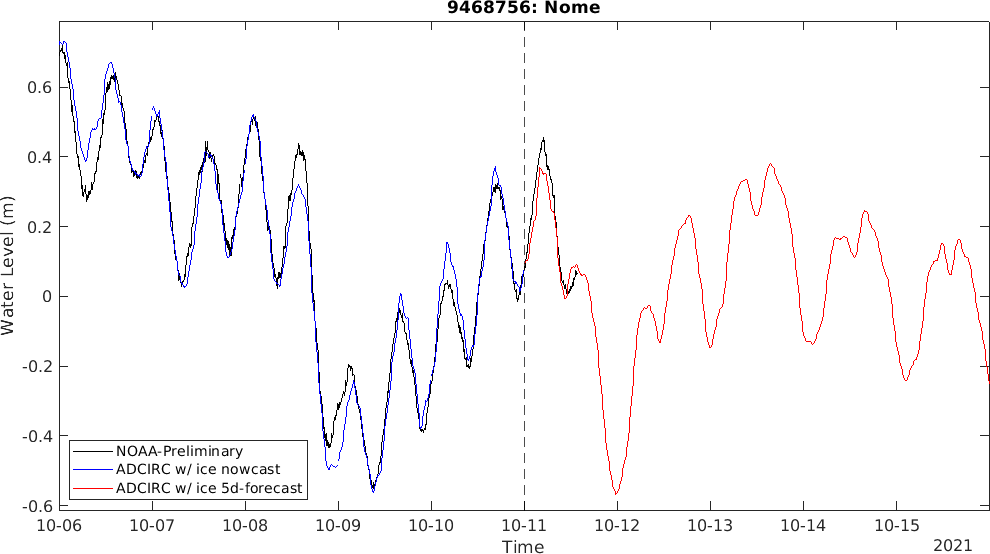 9468756: Nome
Water Level (m)
0.6
0.4
0.2
0
-0.2
-0.4
-0.6
NOAA-Preliminary
ADCIRC w/ ice nowcast
ADCIRC w/ ice 5d-forecast
10-06 10-07 10-08 10-09 10-10 10-11 10-12 10-13 10-14 10-15
Time
2021